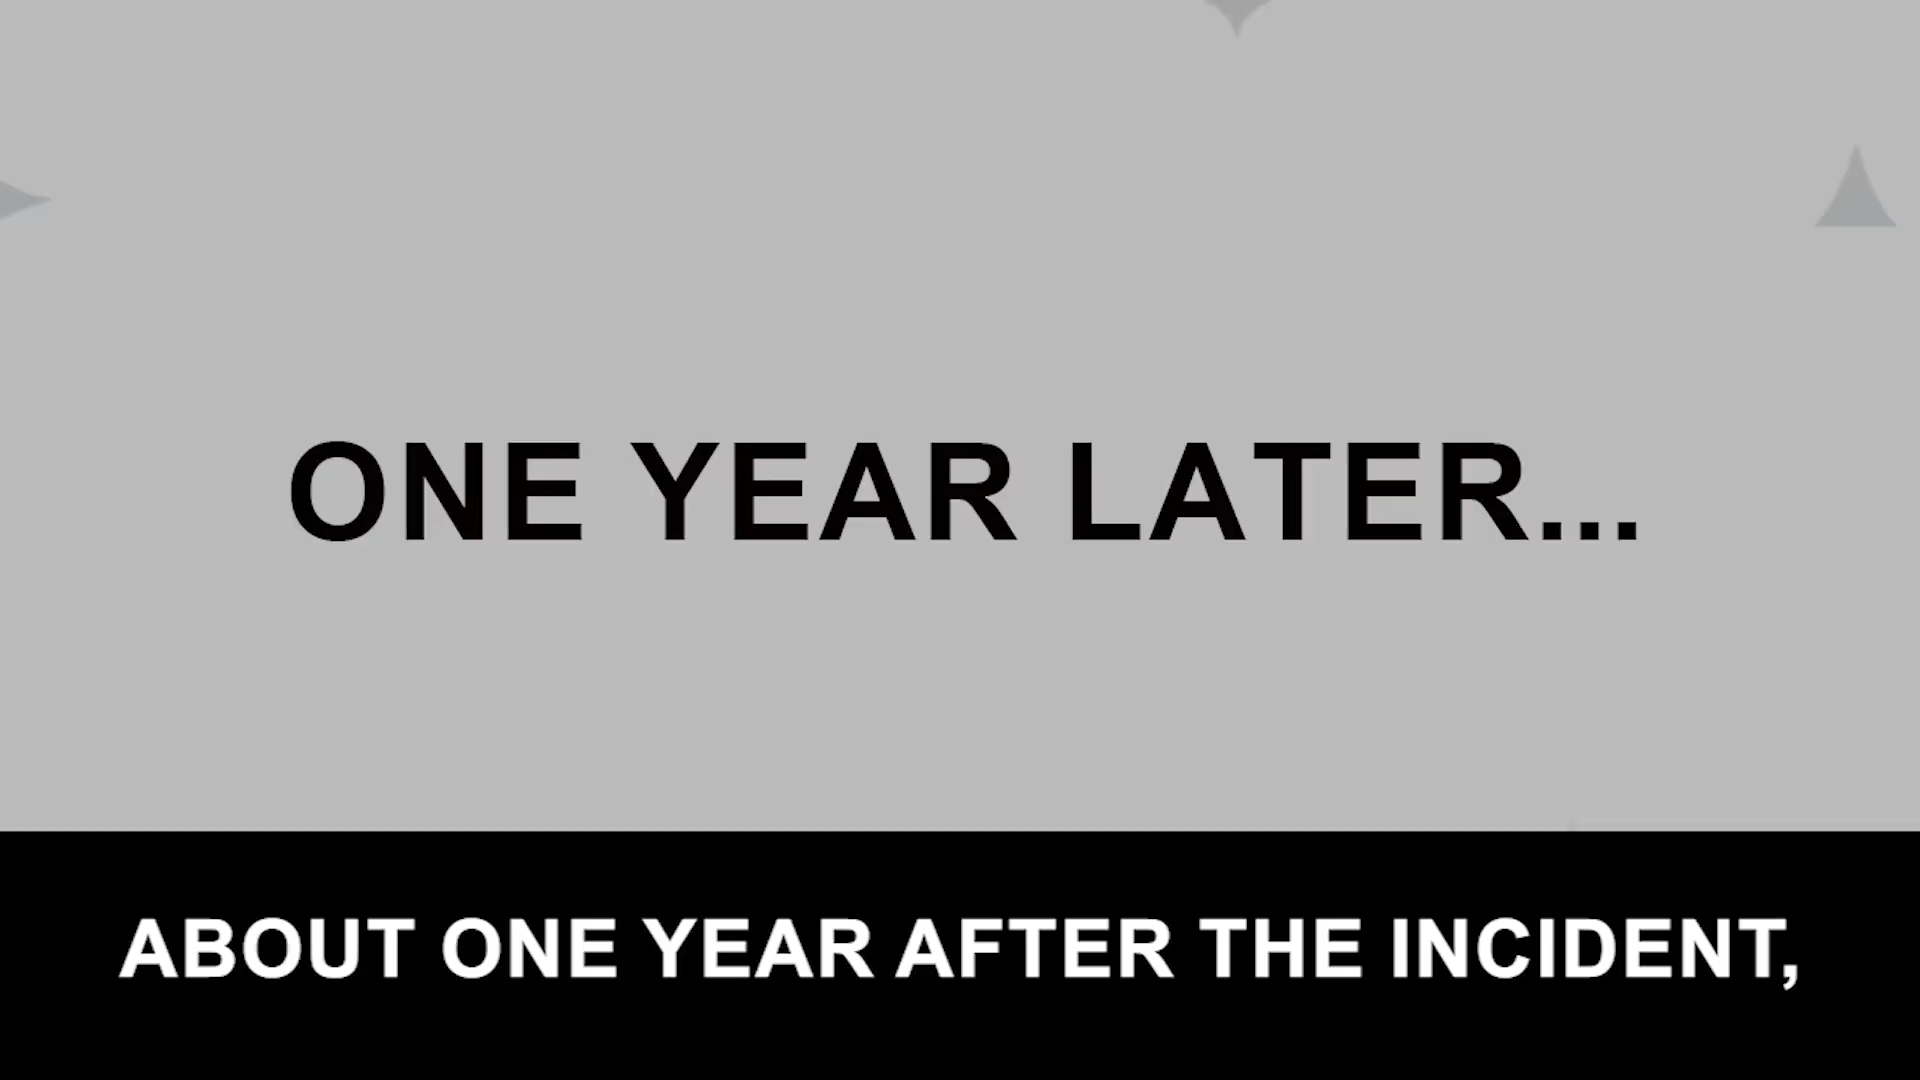 ONE YEAR LATER...
ABOUT ONE YEAR AFTER THE INCIDENT,